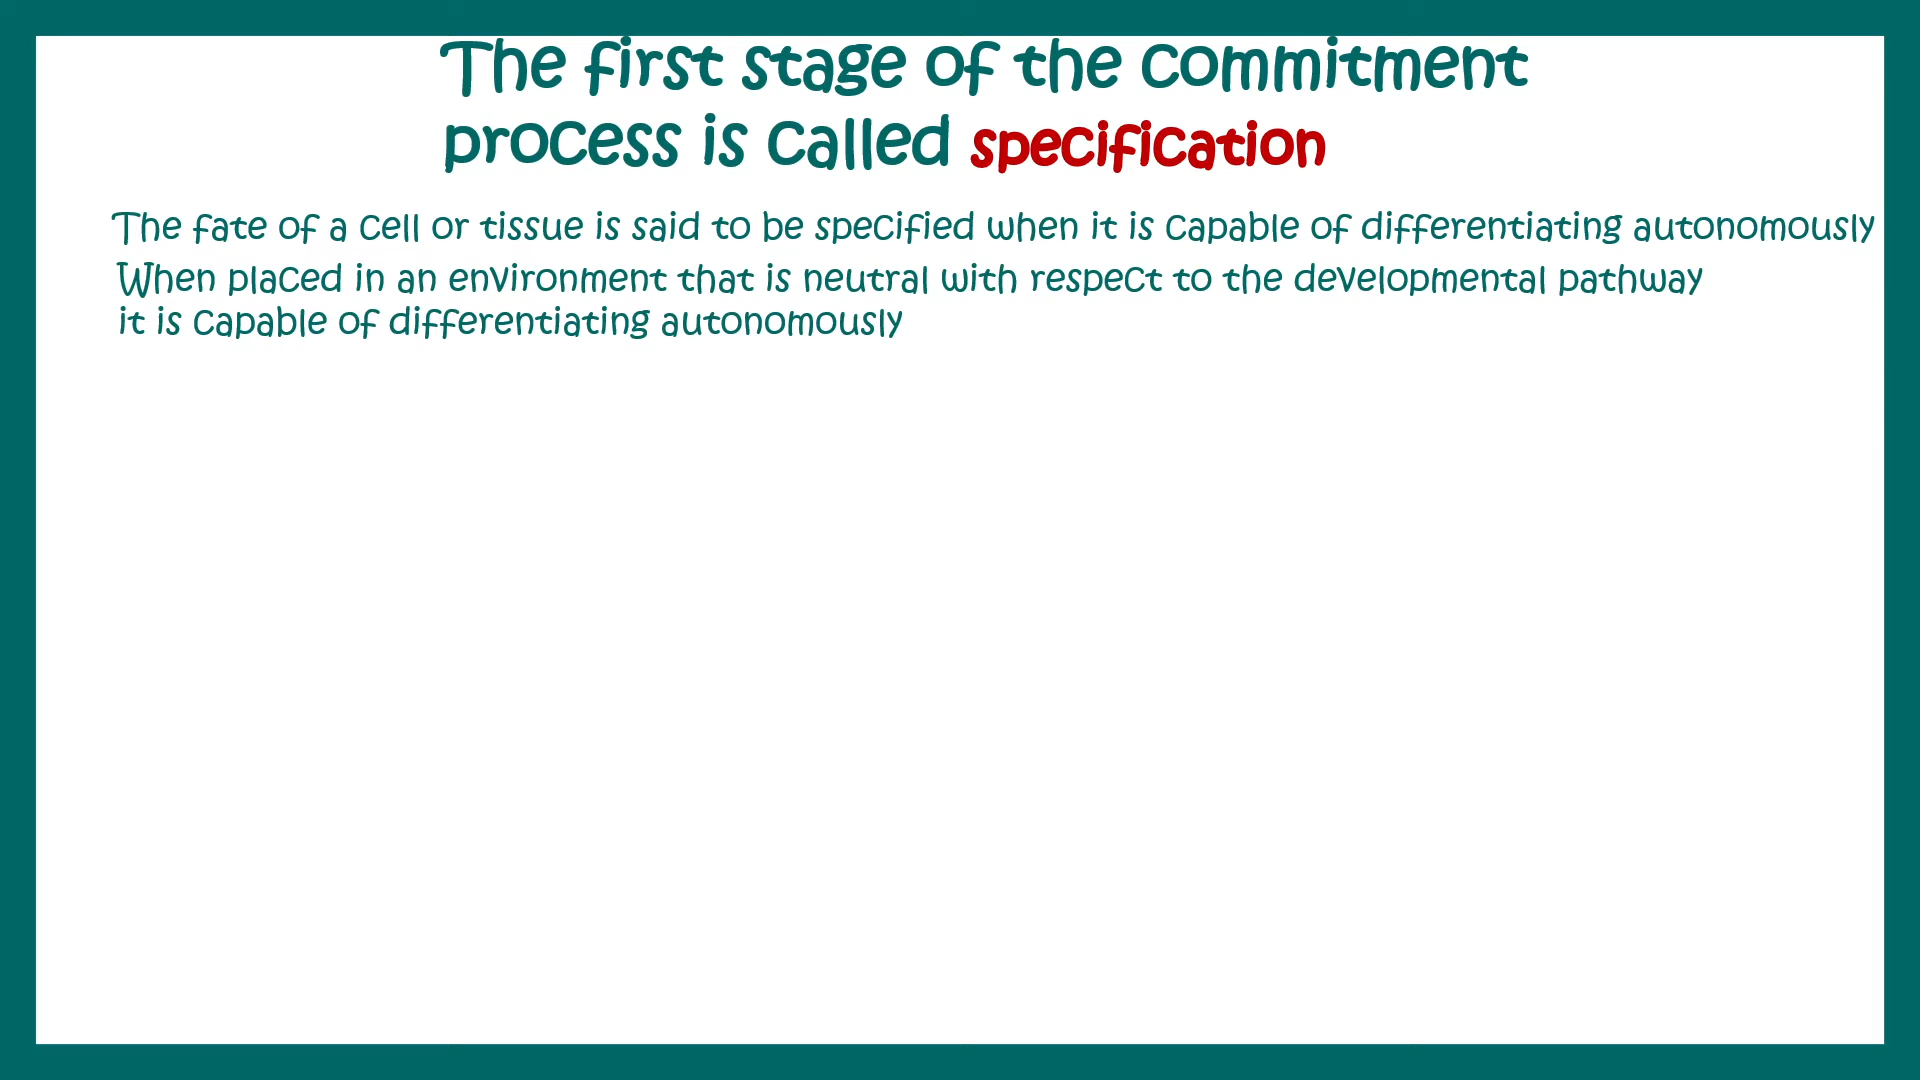 The first stage of the commitment
process is called specification
The fate of a cell or tissue is said to be specified when it is capable of differentiating autonomously
When placed in an environment that is neutral with respect to the developmental pathway
it is capable of differentiating autonomously